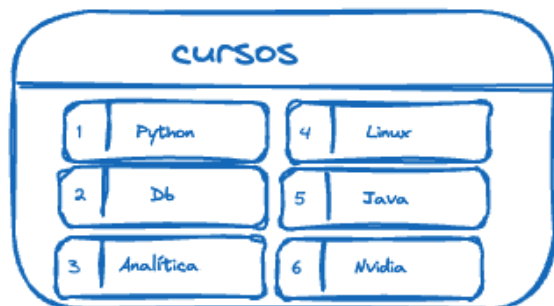 cursos
1 Python
2 Db
3 Analítica
4 Linux
5 Java
6 Nvidia